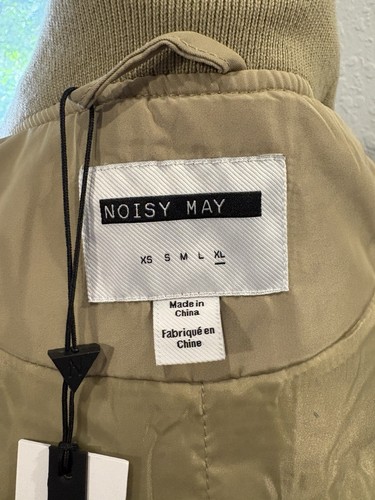 NOISY MAY
XS S M L XL
Made in
China
Fabriqué en
Chine